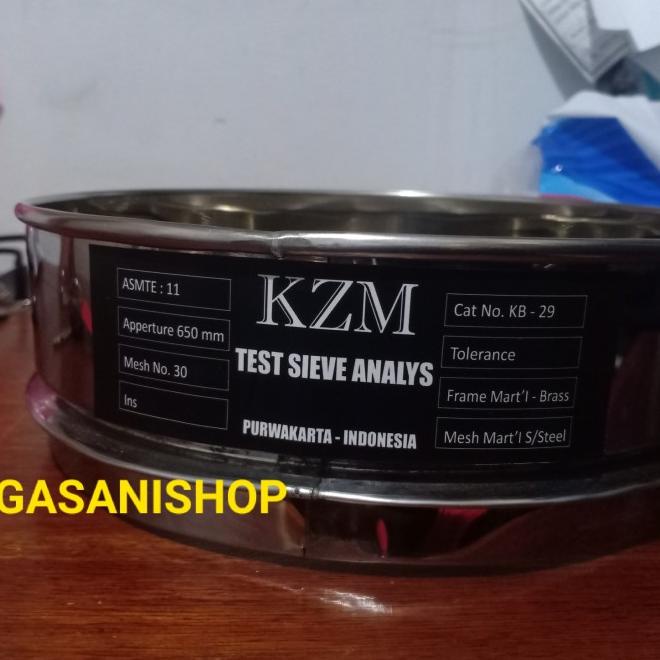 ASMTE : 11
Apperture 650 mm
Mesh No. 30
Ins
KZM
TEST SIEVE ANALYS
PURWAKARTA - INDONESIA
Cat No. KB - 29
Tolerance
Frame Mart'l - Brass
Mesh Mart'l S/Steel
GASANISHOP